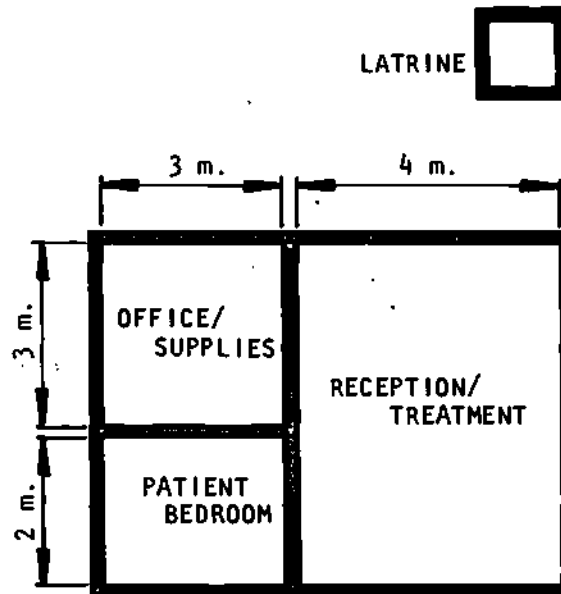 LATRINE
3 m.
4 m.
3 m.
OFFICE/
SUPPLIES
RECEPTION/
TREATMENT
2 m.
PATIENT
BEDROOM